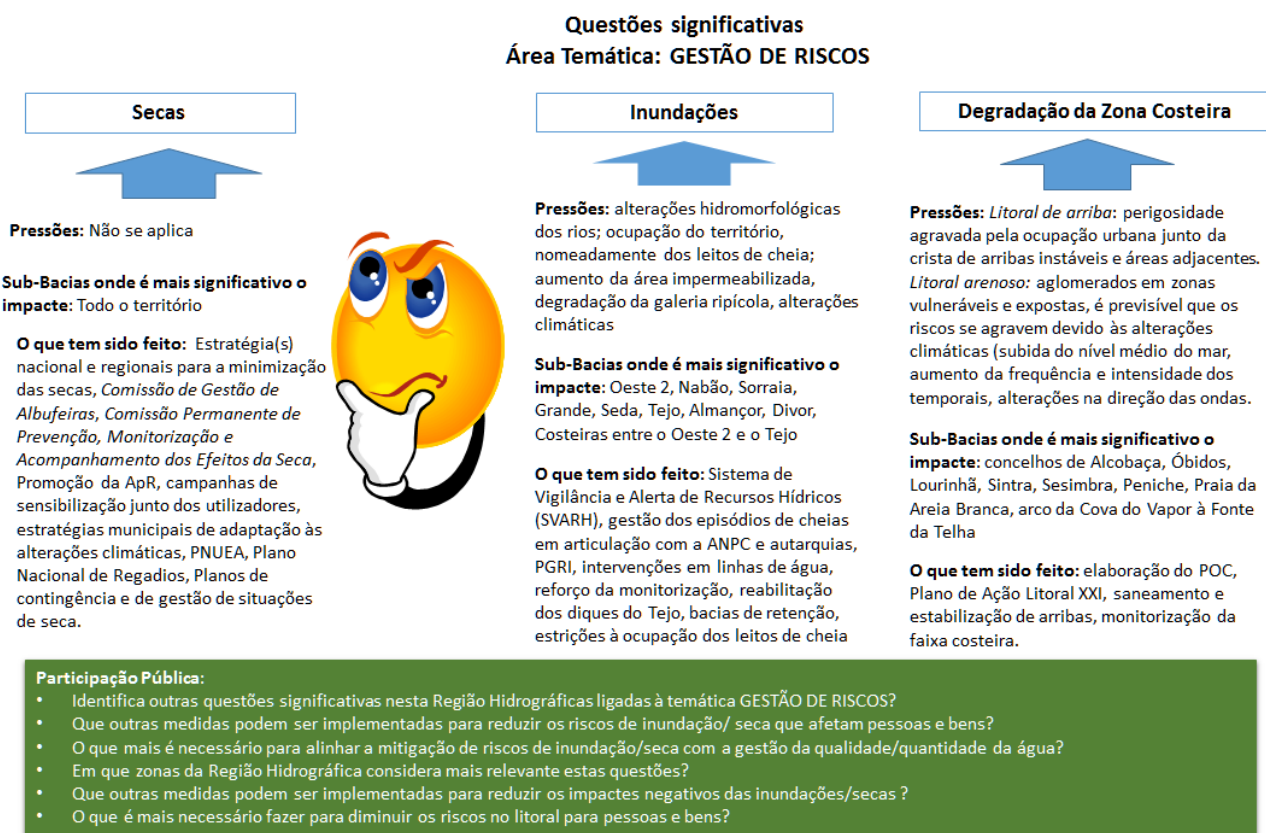 Questões significativas
Área Temática: GESTÃO DE RISCOS
Secas
Pressões: Não se aplica
Sub-Bacias onde é mais significativo o
impacte: Todo o território
O que tem sido feito: Estratégia(s)
nacional e regionais para a minimização
das secas, Comissão de Gestão de
Albufeiras, Comissão Permanente de
Prevenção, Monitorização e
Acompanhamento dos Efeitos da Seca,
Promoção da ApR, campanhas de
sensibilização junto dos utilizadores,
estratégias municipais de adaptação às
alterações climáticas, PNUEA, Plano
Nacional de Regadios, Planos de
contingência e de gestão de situações
de seca.
Inundações
Pressões: alterações hidromorfológicas
dos rios; ocupação do território,
nomeadamente dos leitos de cheia;
aumento da área impermeabilizada,
degradação da galeria ripícola, alterações
climáticas
Sub-Bacias onde é mais significativo o
impacte: Oeste 2, Nabão, Sorraia,
Grande, Seda, Tejo, Almançor, Divor,
Costeiras entre o Oeste 2 e o Tejo
O que tem sido feito: Sistema de
Vigilância e Alerta de Recursos Hídricos
(SVARH), gestão dos episódios de cheias
em articulação com a ANPC e autarquias,
PGRI, intervenções em linhas de água,
reforço da monitorização, reabilitação
dos diques do Tejo, bacias de retenção,
estrições à ocupação dos leitos de cheia
Degradação da Zona Costeira
Pressões: Litoral de arriba: perigosidade
agravada pela ocupação urbana junto da
crista de arribas instáveis e áreas adjacentes.
Litoral arenoso: aglomerados em zonas
vulneráveis e expostas, é previsível que os
riscos se agravem devido às alterações
climáticas (subida do nível médio do mar,
aumento da frequência e intensidade dos
temporais, alterações na direção das ondas.
Sub-Bacias onde é mais significativo o
impacte: concelhos de Alcobaça, Óbidos,
Lourinhã, Sintra, Sesimbra, Peniche, Praia da
Areia Branca, arco da Cova do Vapor à Fonte
da Telha
O que tem sido feito: elaboração do POC,
Plano de Ação Litoral XXI, saneamento e
estabilização de arribas, monitorização da
faixa costeira.
Participação Pública:
• Identifica outras questões significativas nesta Região Hidrográficas ligadas à temática GESTÃO DE RISCOS?
• Que outras medidas podem ser implementadas para reduzir os riscos de inundação/ seca que afetam pessoas e bens?
• O que mais é necessário para alinhar a mitigação de riscos de inundação/seca com a gestão da qualidade/quantidade da água?
• Em que zonas da Região Hidrográfica considera mais relevante estas questões?
• Que outras medidas podem ser implementadas para reduzir os impactes negativos das inundações/secas ?
• O que é mais necessário fazer para diminuir os riscos no litoral para pessoas e bens?